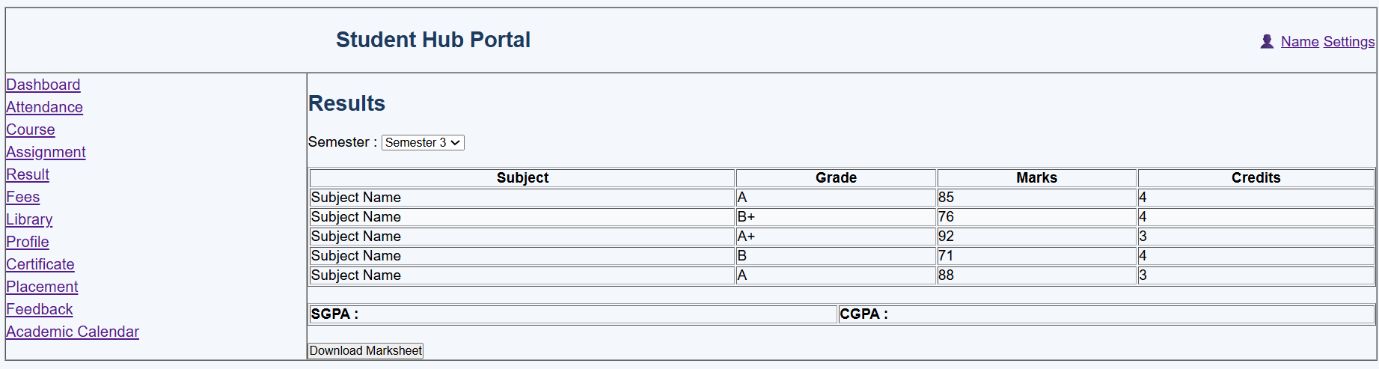 Student Hub Portal
Name Settings
Dashboard
Attendance
Course
Assignment
Result
Fees
Library
Profile
Certificate
Placement
Feedback
Academic Calendar
Results
Semester : Semester 3
Subject Grade Marks Credits
Subject Name A 85 4
Subject Name B+ 76 4
Subject Name A+ 92 3
Subject Name B 71 4
Subject Name A 88 3
SGPA : CGPA :
Download Marksheet